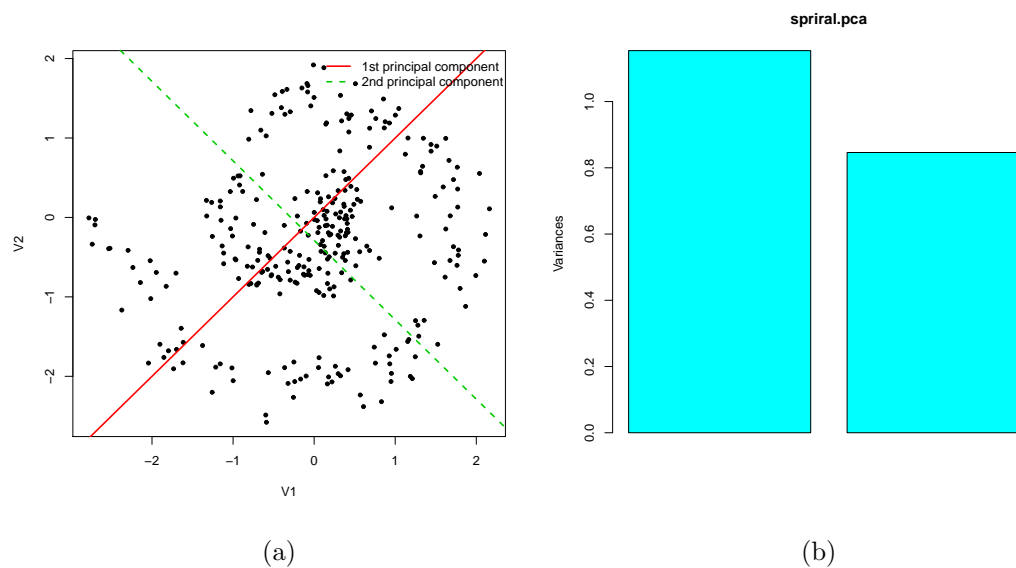 spriral.pca
1st principal component
2nd principal component
2
1
0
−1
−2
V2
−2 −1 0 1 2
V1
1.0
0.8
0.6
0.4
0.2
0.0
Variances
(a) (b)